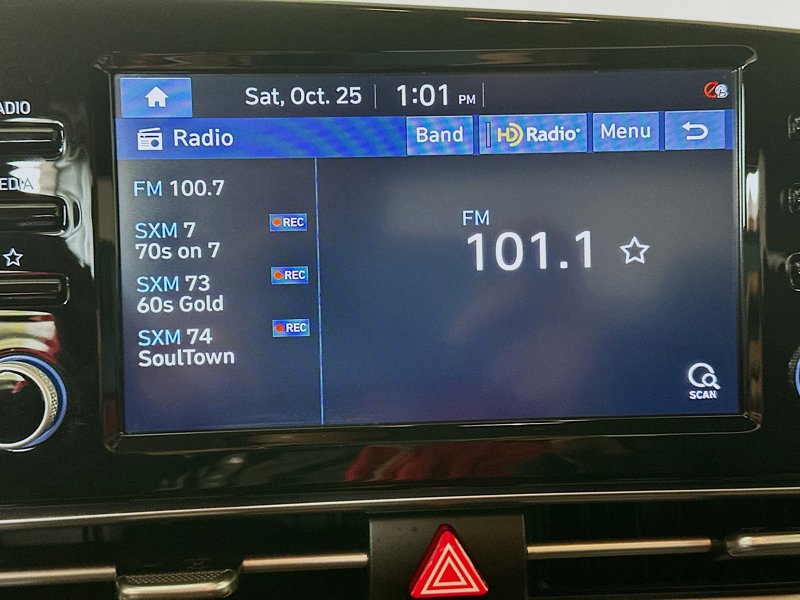 Sat, Oct. 25 1:01 PM
Radio Band HD Radio Menu
FM 100.7
SXM 7 REC
70s on 7
SXM 73 REC
60s Gold
SXM 74 REC
SoulTown
FM
101.1
SCAN
ADIO
EDIA